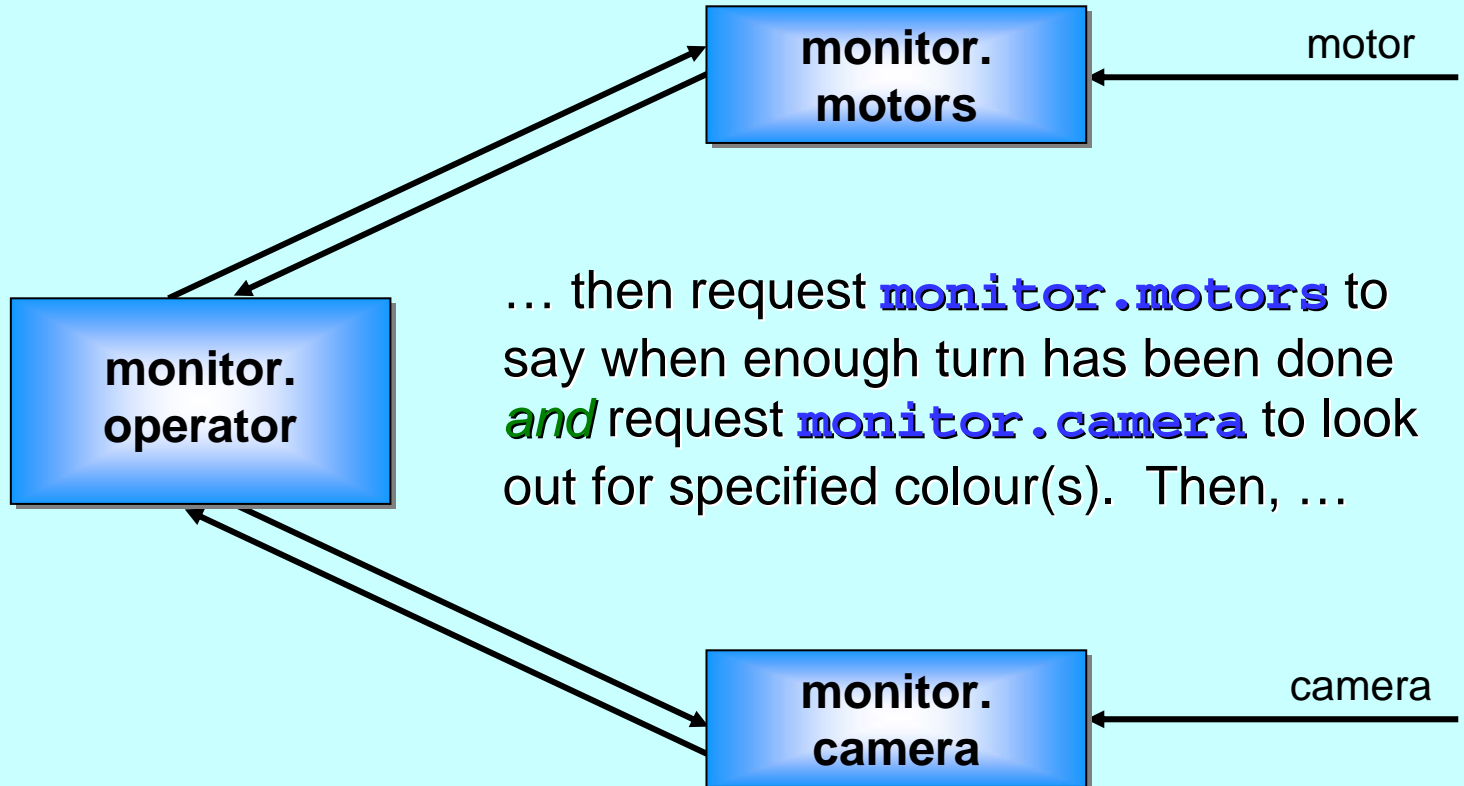 monitor.
motors
motor
… then request monitor.motors to
say when enough turn has been done
and request monitor.camera to look
out for specified colour(s).  Then, …
monitor.
operator
monitor.
camera
camera